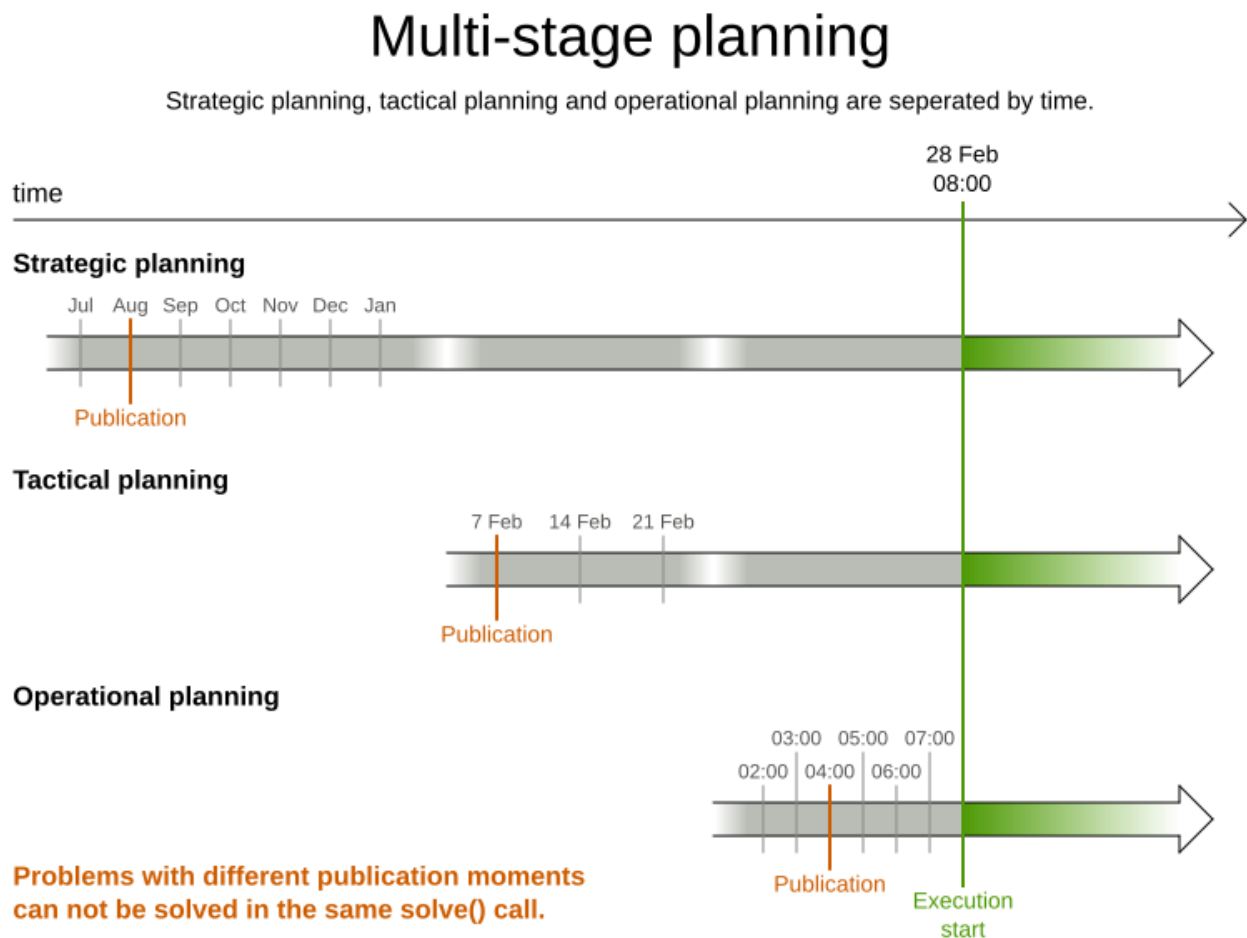 Multi-stage planning
Strategic planning, tactical planning and operational planning are seperated by time.
28 Feb
08:00
time
Strategic planning
Jul Aug Sep Oct Nov Dec Jan
Publication
Tactical planning
7 Feb 14 Feb 21 Feb
Publication
Operational planning
03:00 05:00 07:00
02:00 04:00 06:00
Publication
Execution
start
Problems with different publication moments
can not be solved in the same solve() call.